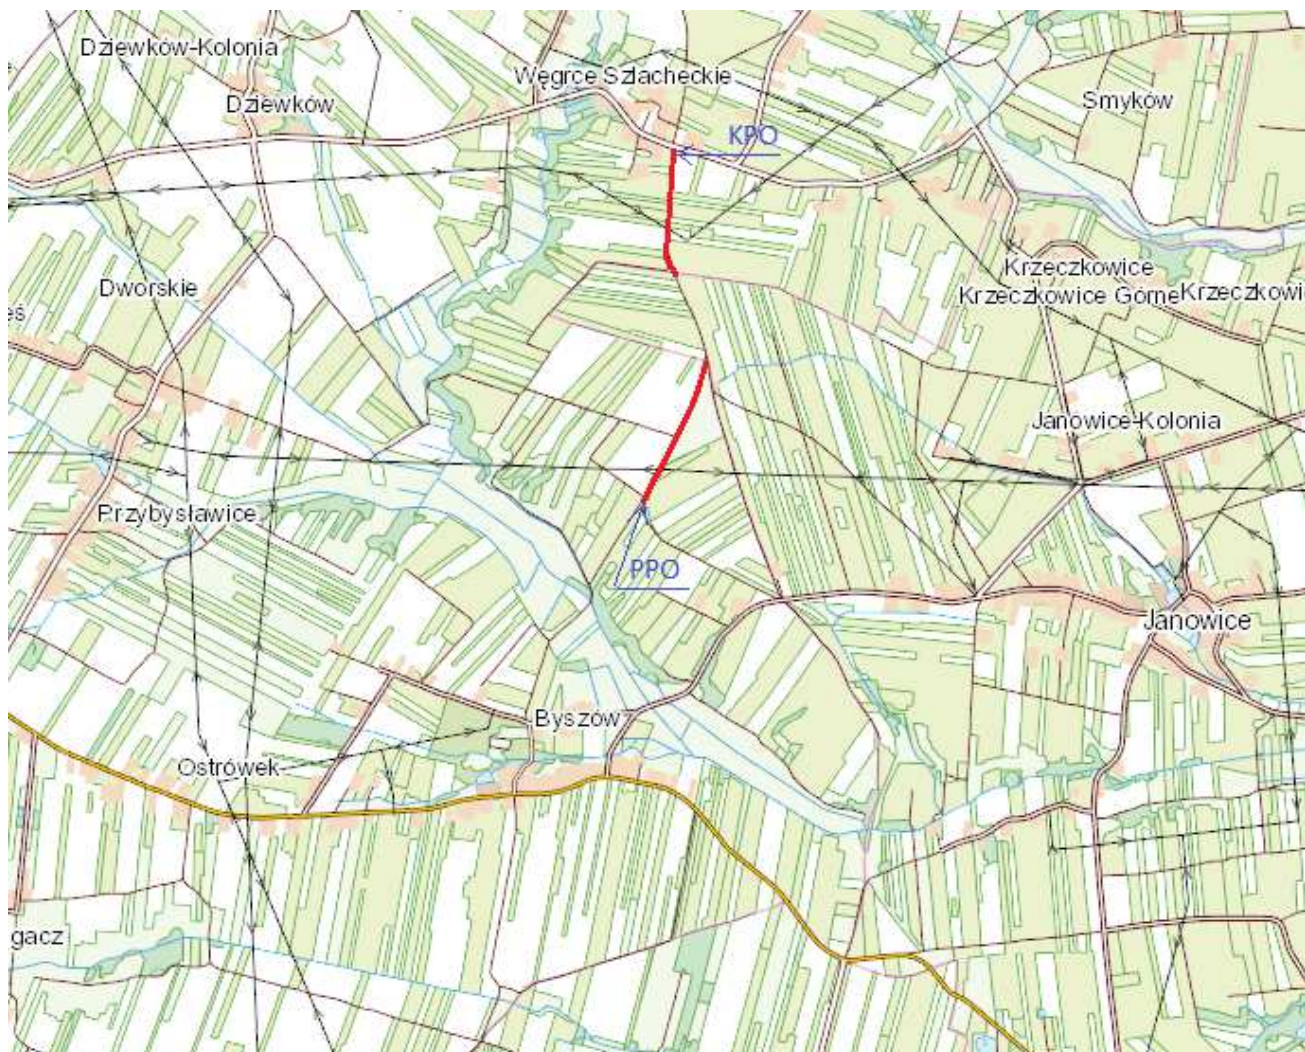 Dziewków-Kolonia
Węgrce Szlacheckie
Dziewków
Smyków
KPO
Krzeczkowice
Dworskie
Krzeczkowice Górne
Krzeczkowi
eś
Janowice-Kolonia
Przybysławice
PPO
Janowice
Byszów
Ostrówek
gacz